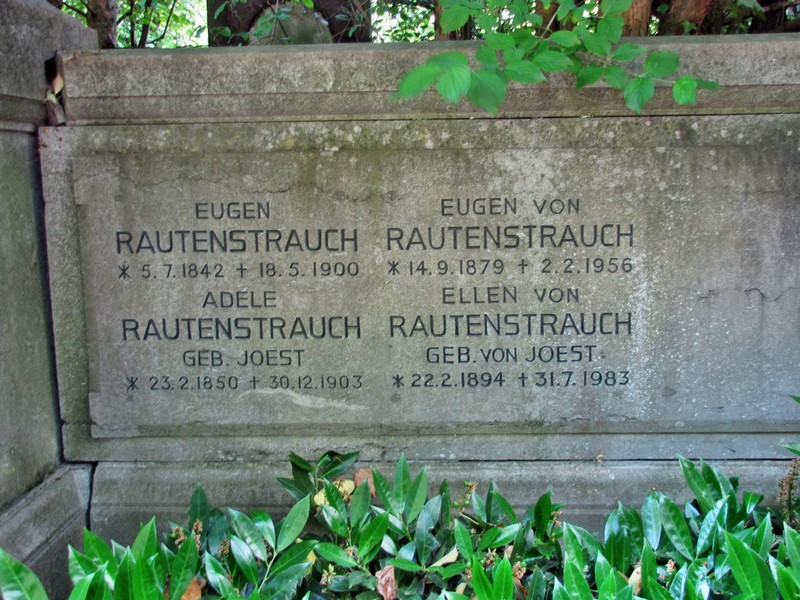 EUGEN
RAUTENSTRAUCH
* 5.7.1842 † 18.5.1900
ADELE
RAUTENSTRAUCH
GEB. JOEST
* 23.2.1850 † 30.12.1903
EUGEN VON
RAUTENSTRAUCH
* 14.9.1879 † 2.2.1956
ELLEN VON
RAUTENSTRAUCH
GEB. VON JOEST
* 22.2.1894 † 31.7.1983